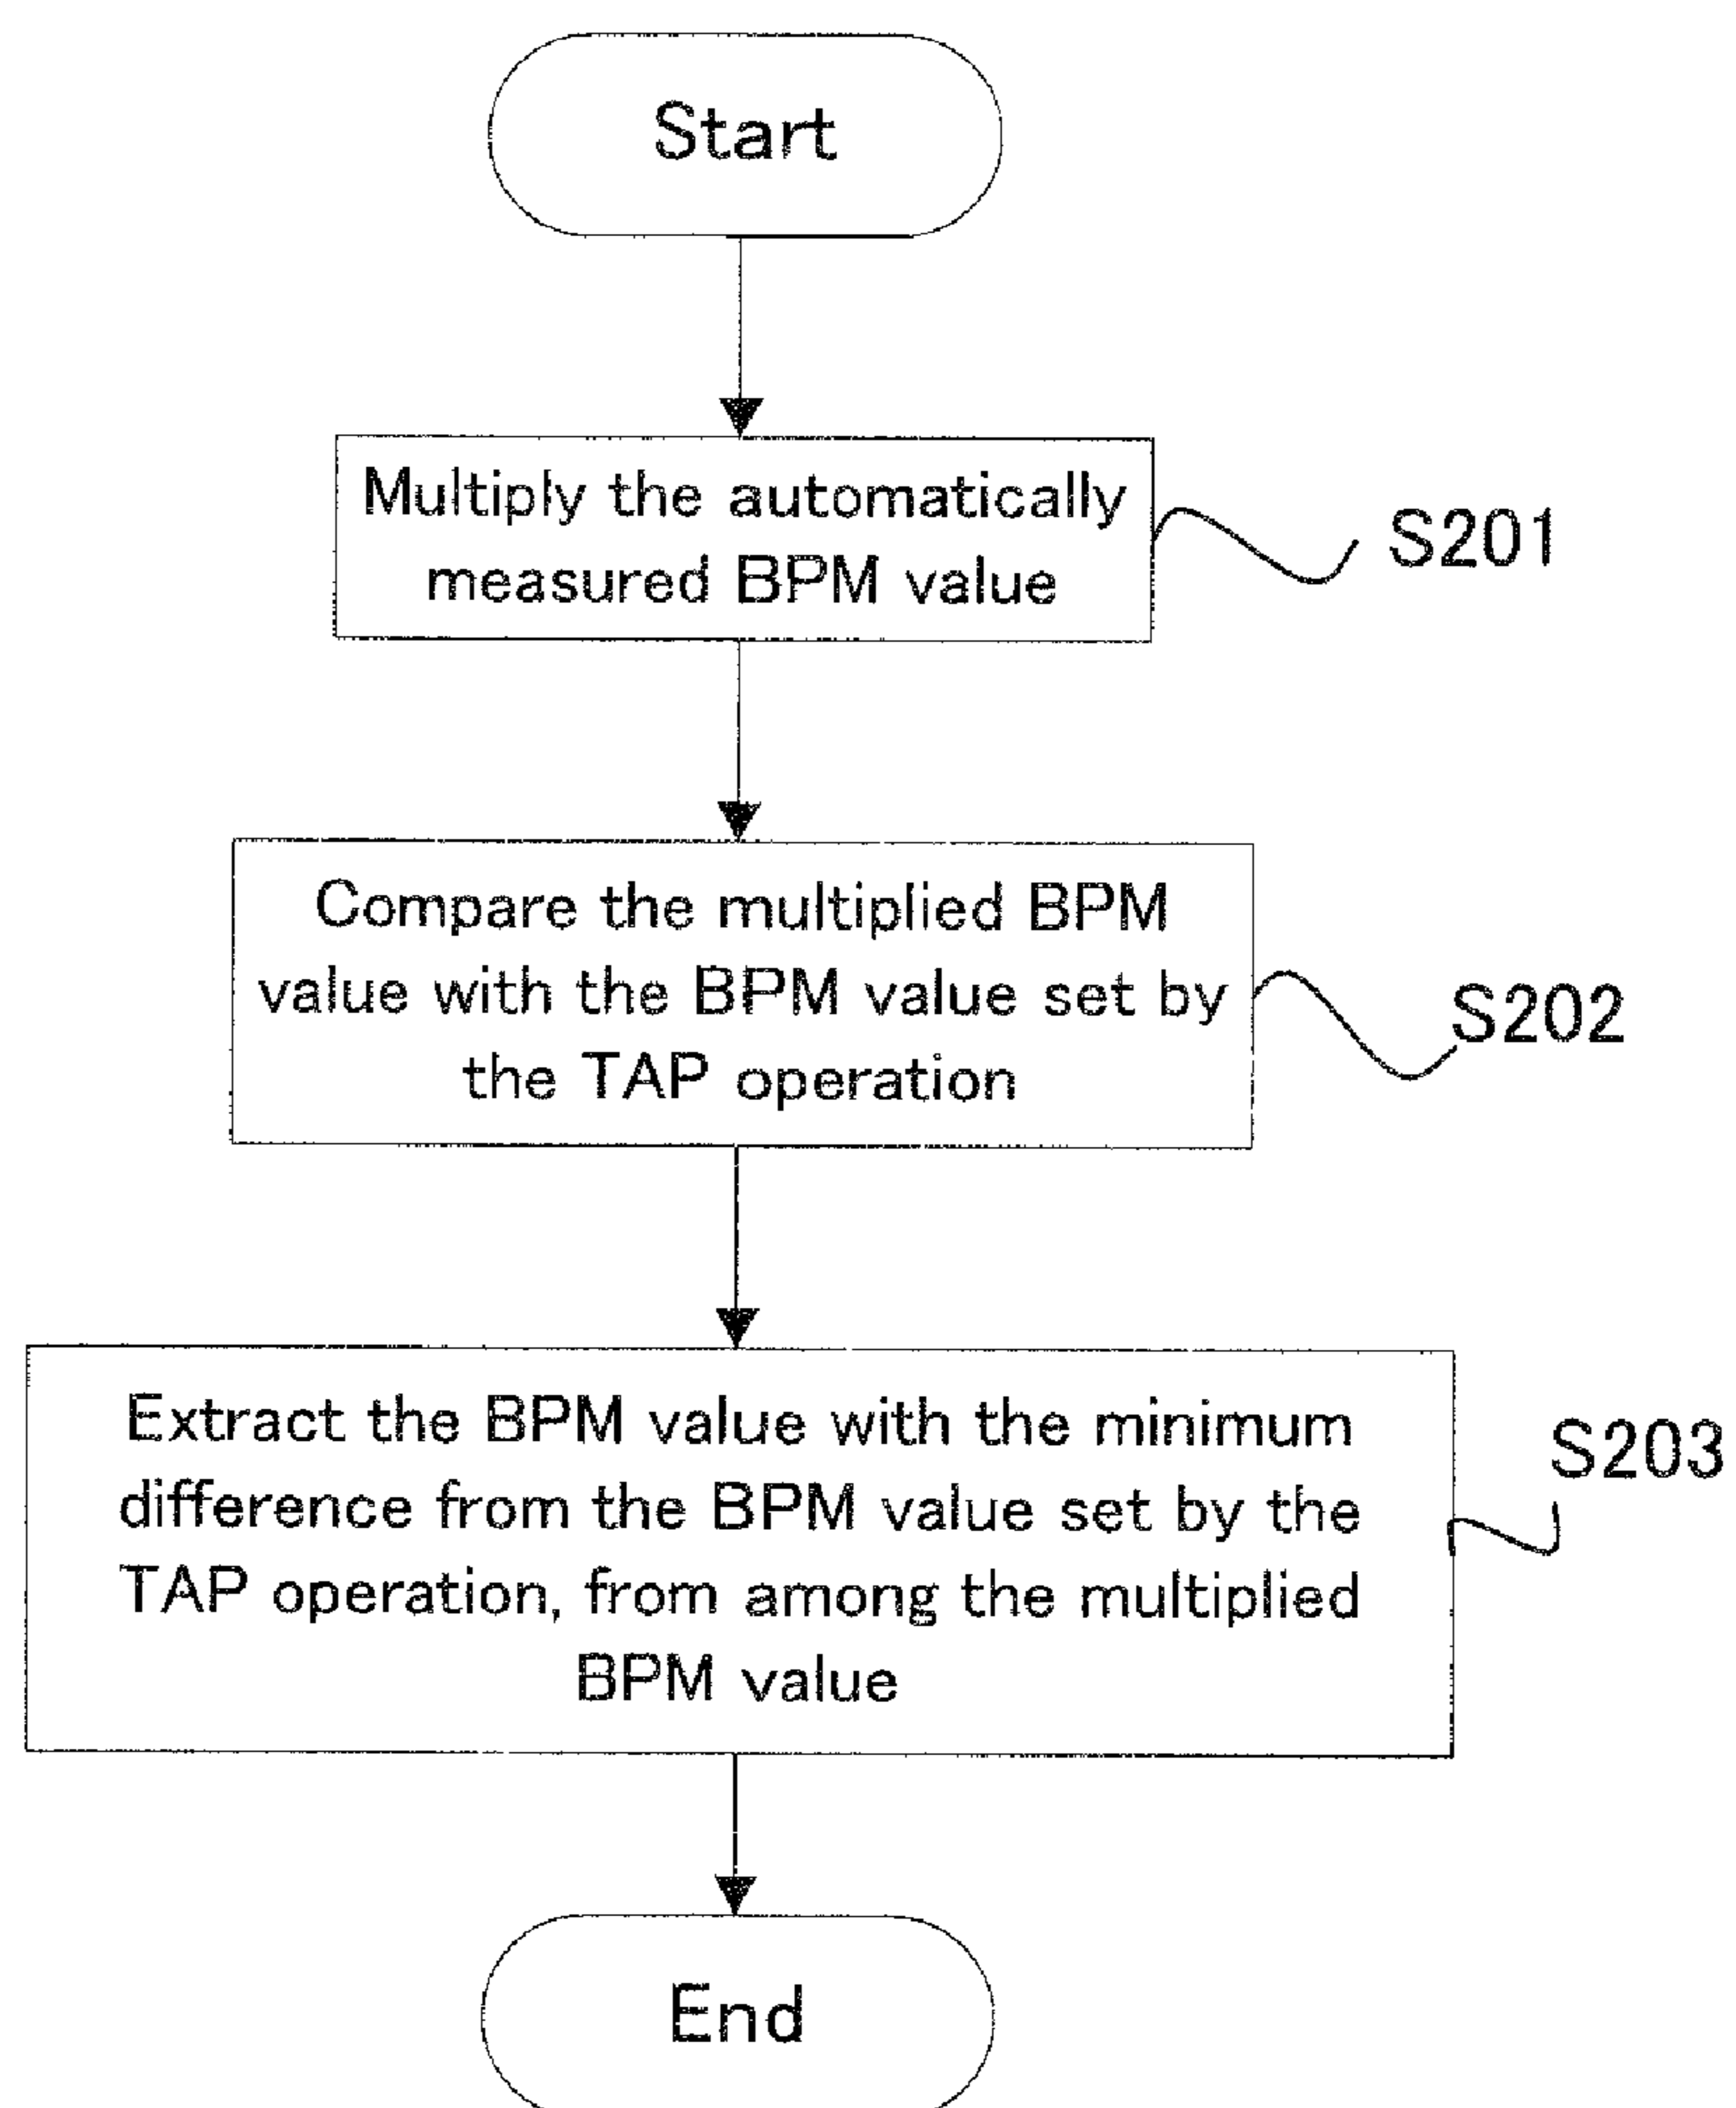 Start
Multiply the automatically
measured BPM value
S201
Compare the multiplied BPM
value with the BPM value set by
the TAP operation
S202
Extract the BPM value with the minimum
difference from the BPM value set by the
TAP operation, from among the multiplied
BPM value
S203
End